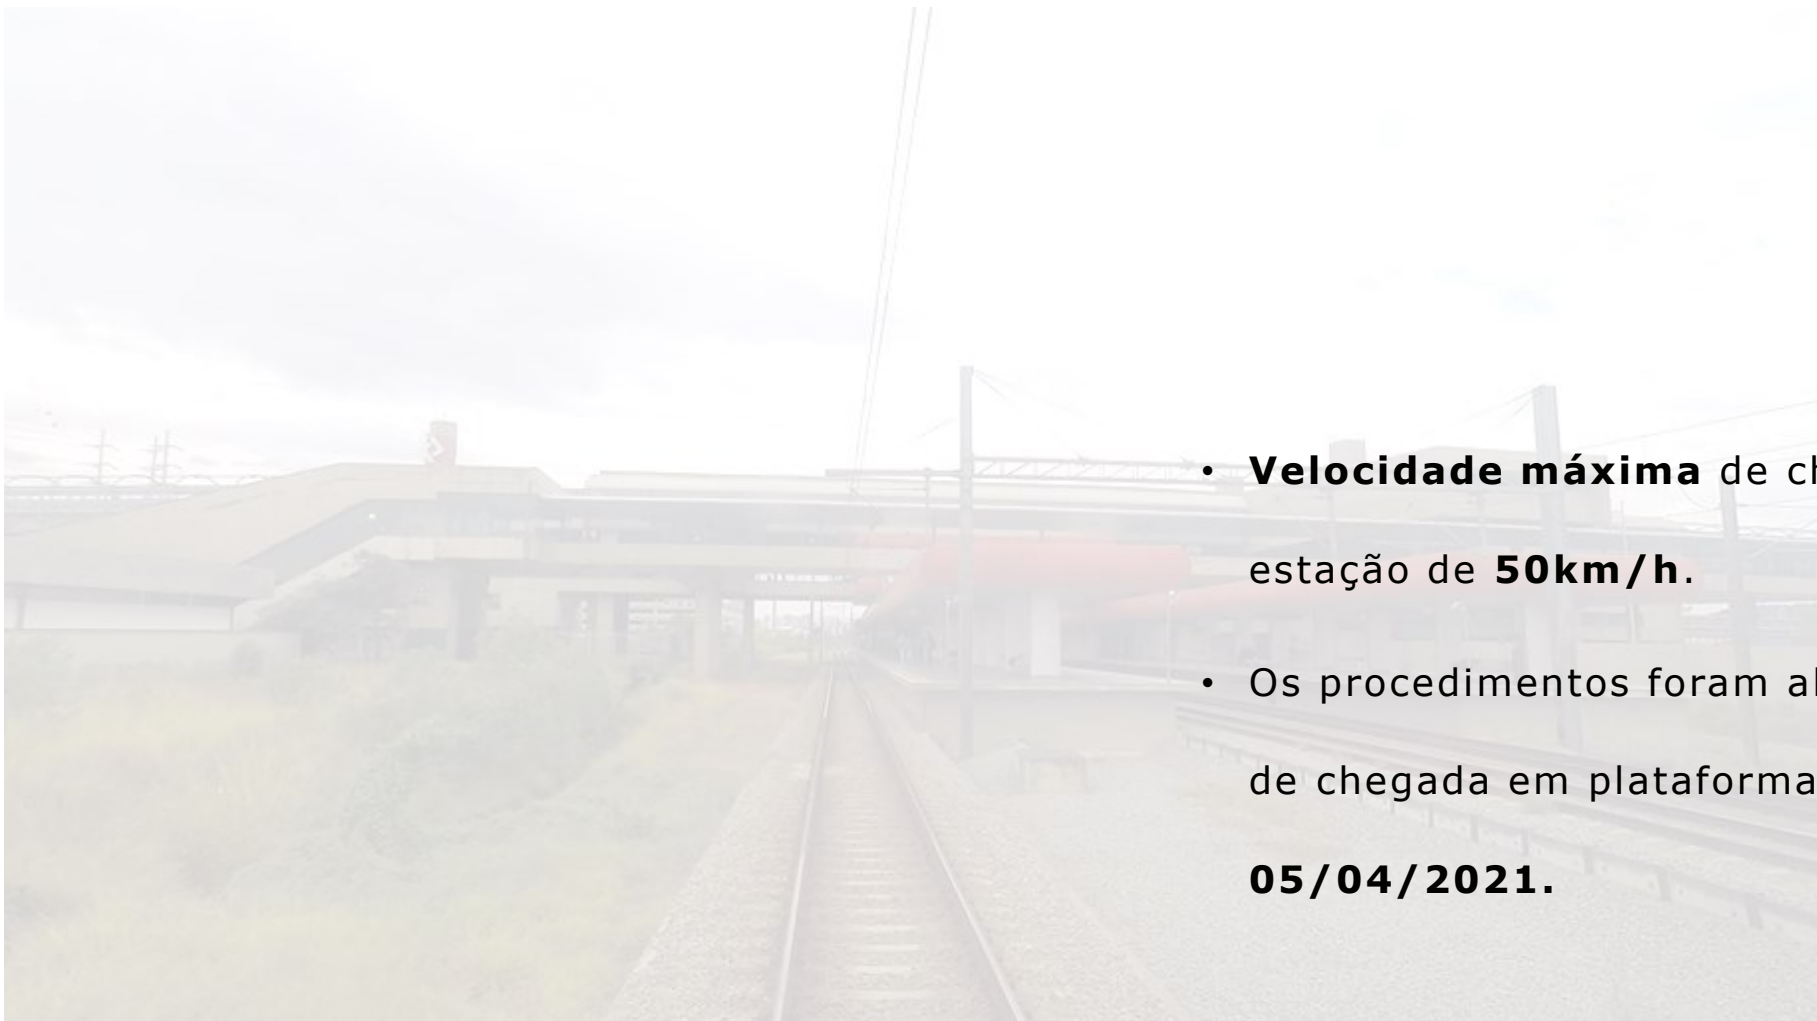 • Velocidade máxima de
estação de 50km/h.
• Os procedimentos foram
de chegada em plataforma
05/04/2021.